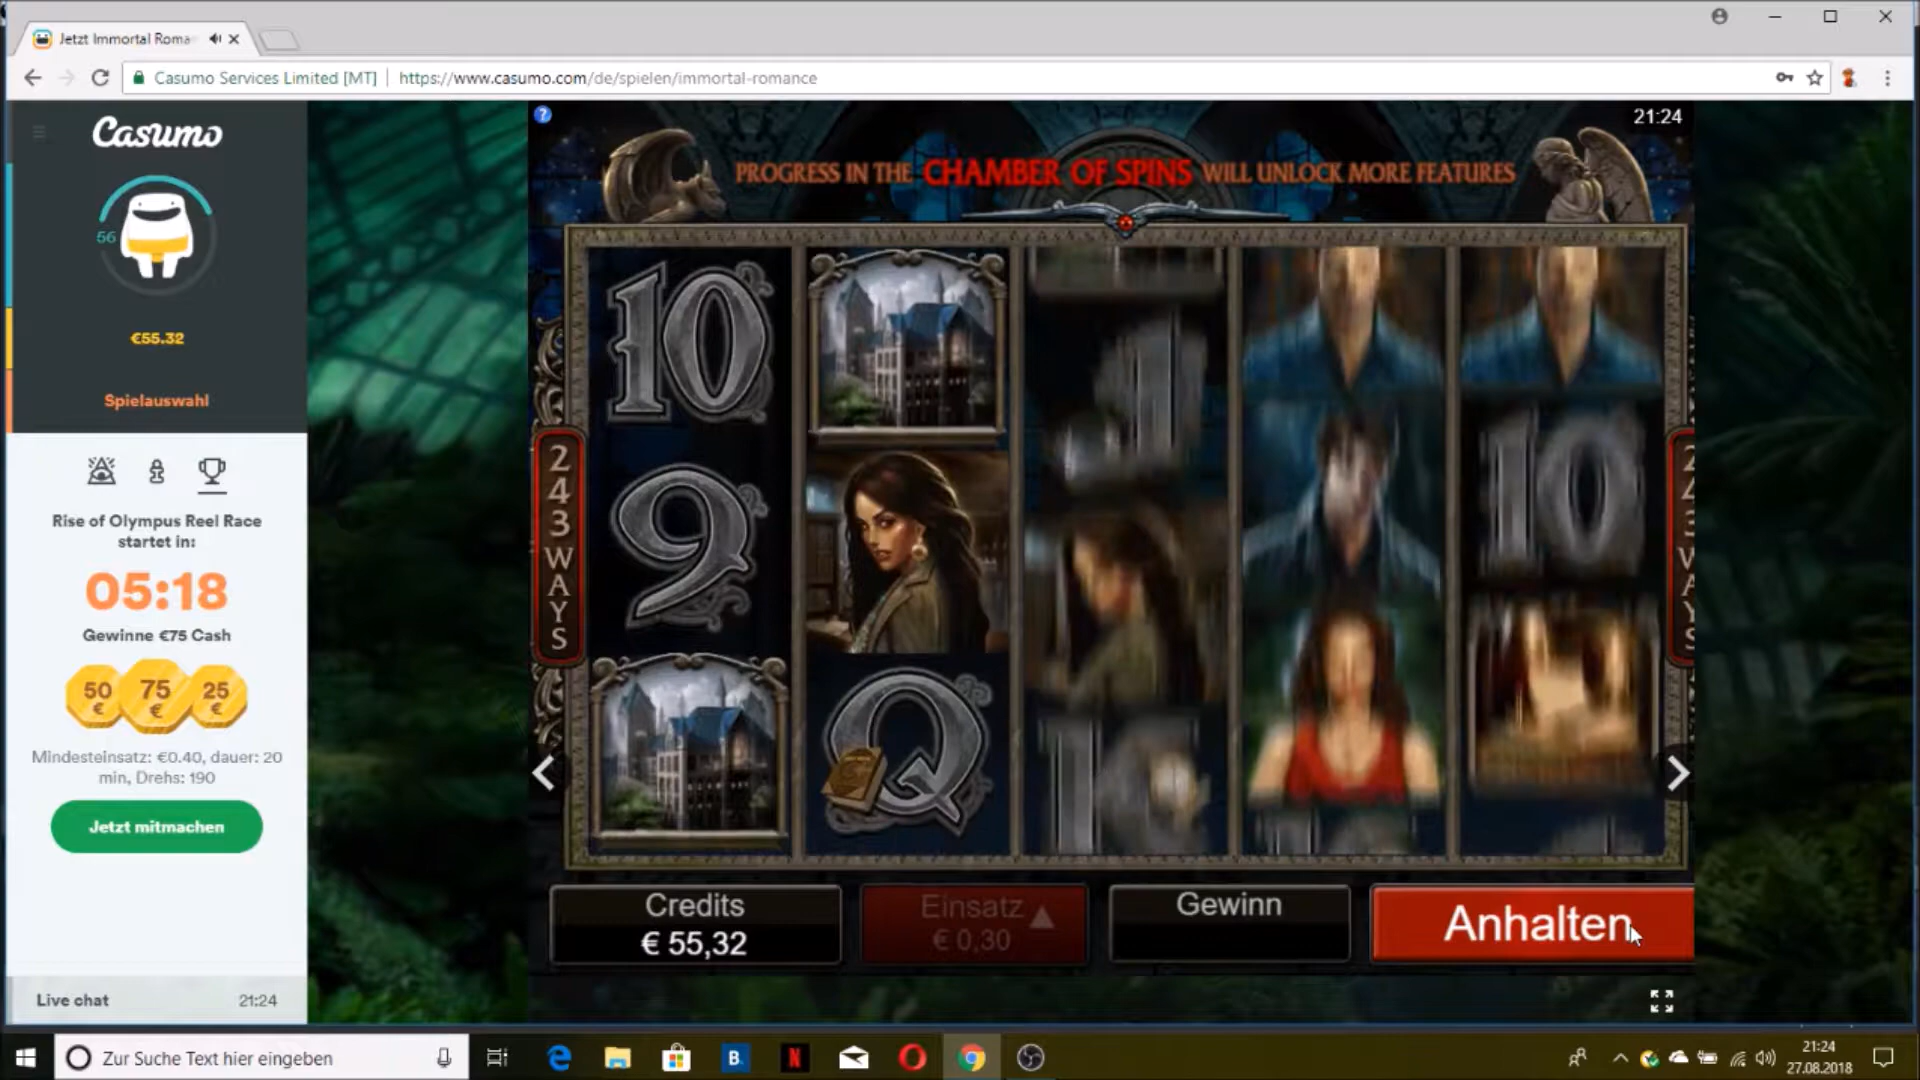 Jetzt Immortal Roma
Casumo Services Limited [MT] | https://www.casumo.com/de/spielen/immortal-romance
Casumo
56
€55.32
Spielauswahl
Rise of Olympus Reel Race
startet in:
05:18
Gewinne €75 Cash
50 € 75 € 25 €
Mindesteinsatz: €0.40, dauer: 20
min, Drehs: 190
Jetzt mitmachen
Live chat 21:24
?
21:24
PROGRESS IN THE CHAMBER OF SPINS WILL UNLOCK MORE FEATURES
243 WAYS
10
9
Q
10
Credits
€ 55,32
Einsatz
€ 0,30
Gewinn
Anhalten
Zur Suche Text hier eingeben
B.
N
21:24
27.08.2018